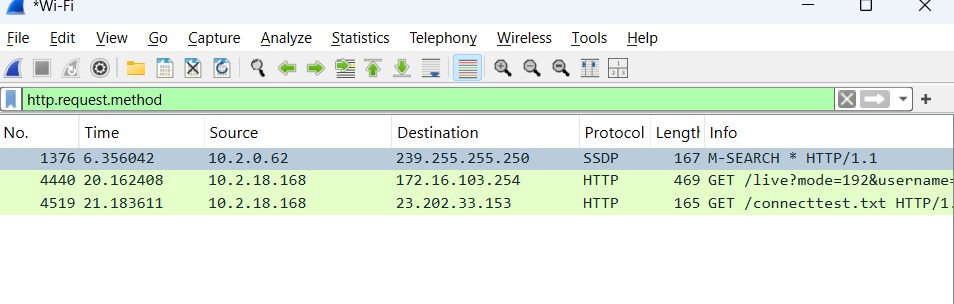 *Wi-Fi
File Edit View Go Capture Analyze Statistics Telephony Wireless Tools Help
http.request.method
No. Time Source Destination Protocol Length Info
1376 6.356042 10.2.0.62 239.255.255.250 SSDP 167 M-SEARCH * HTTP/1.1
4440 20.162408 10.2.18.168 172.16.103.254 HTTP 469 GET /live?mode=192&username=
4519 21.183611 10.2.18.168 23.202.33.153 HTTP 165 GET /connecttest.txt HTTP/1.